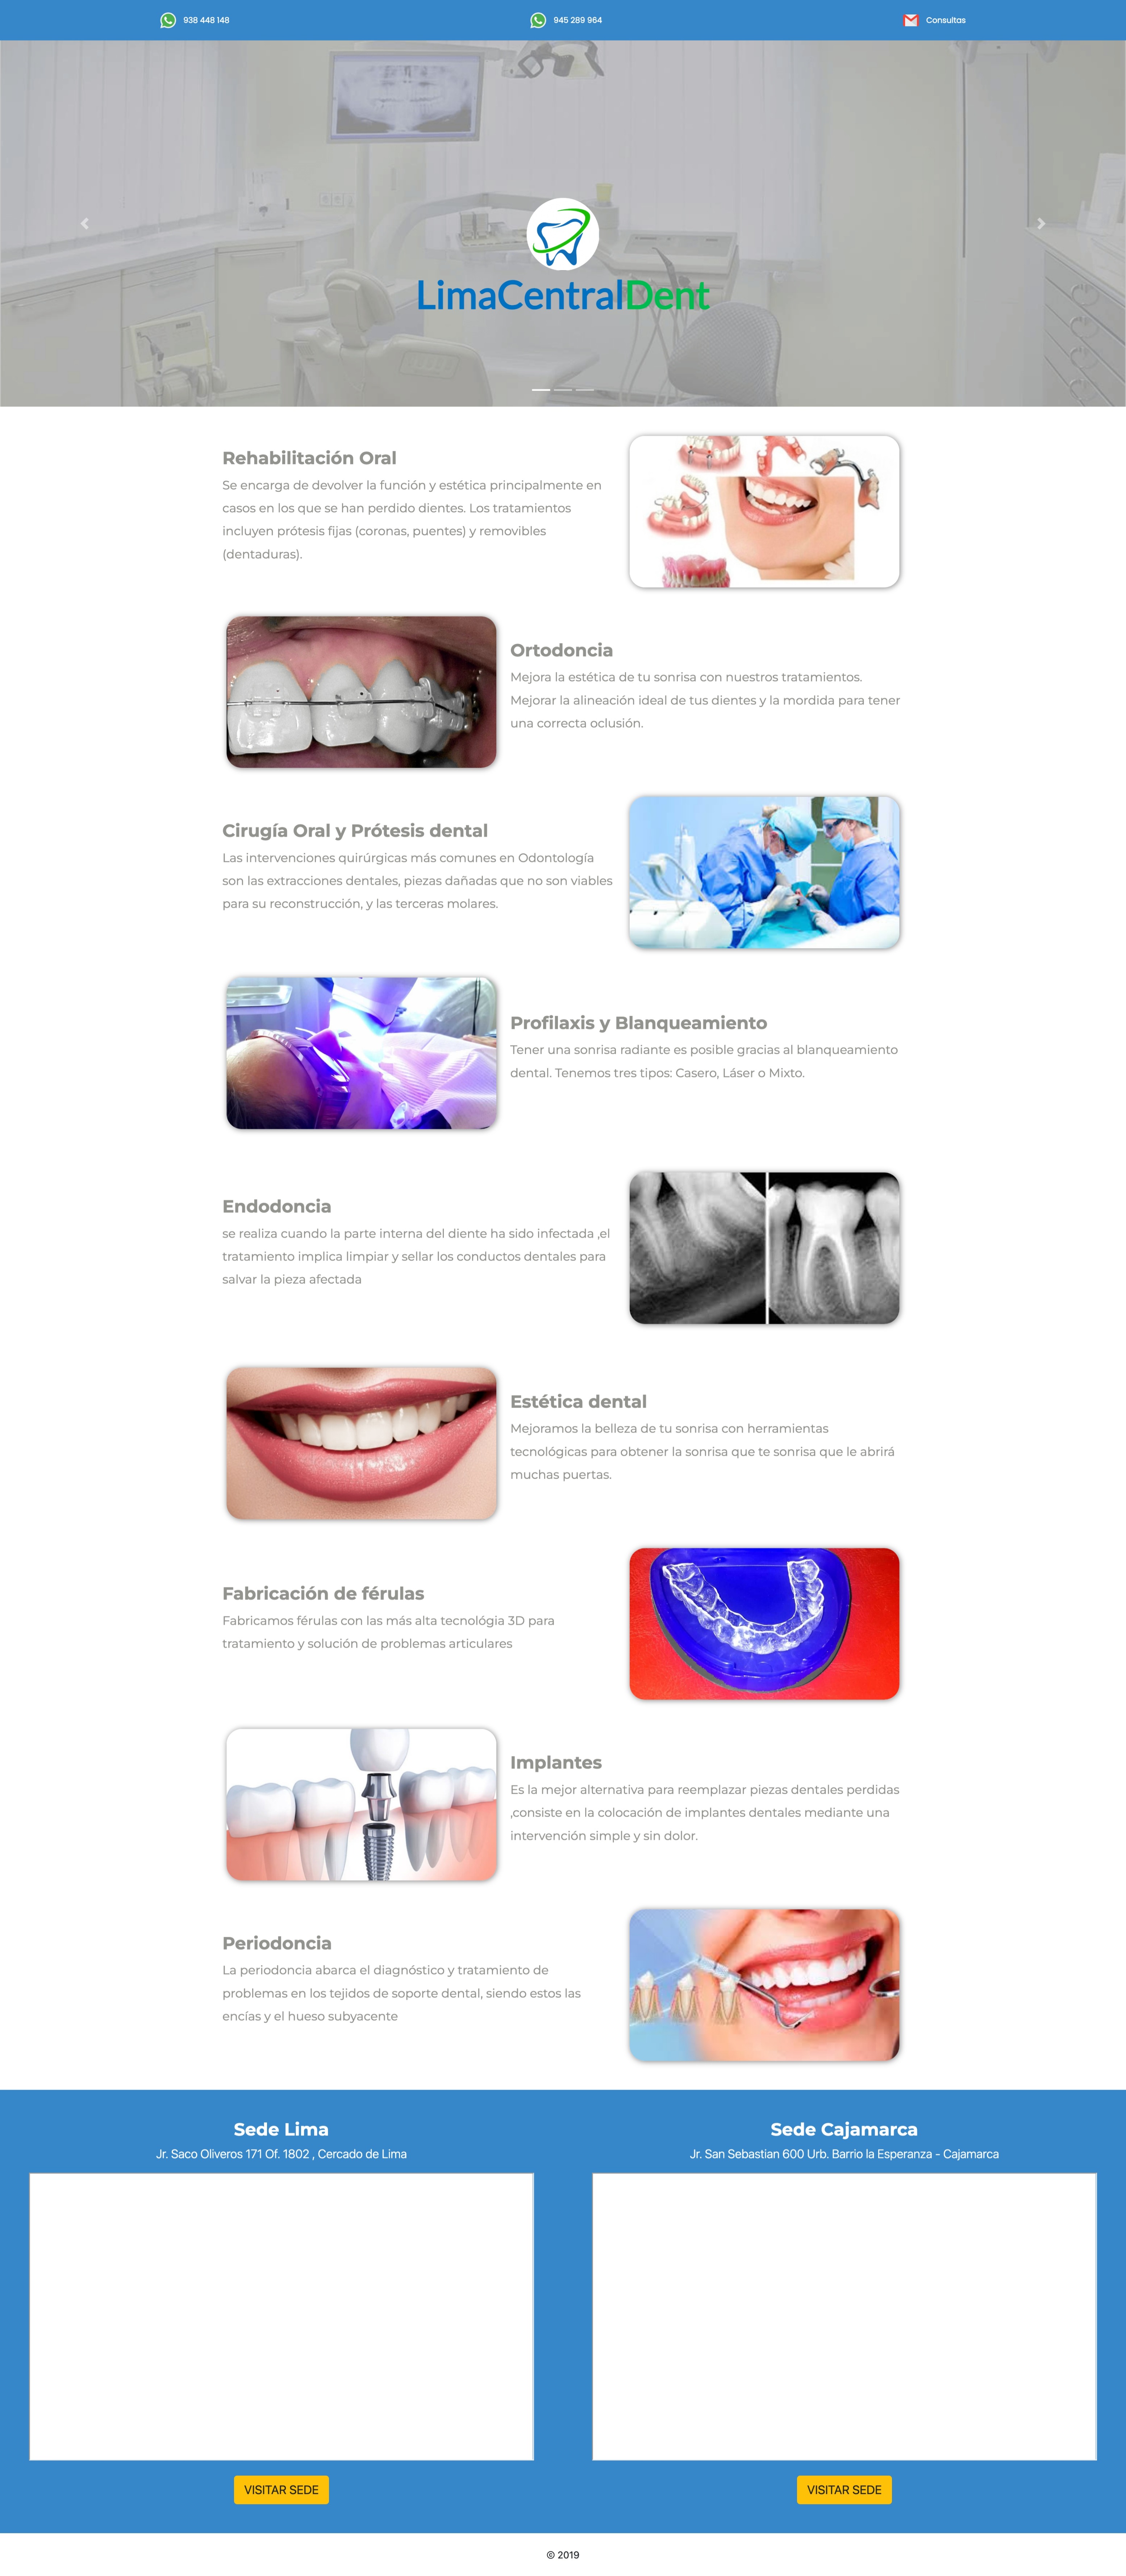 938 448 148
945 289 964
Consultas
LimaCentralDent
Rehabilitación Oral
Se encarga de devolver la función y estética principalmente en
casos en los que se han perdido dientes. Los tratamientos
incluyen prótesis fijas (coronas, puentes) y removibles
(dentaduras).
Ortodoncia
Mejora la estética de tu sonrisa con nuestros tratamientos.
Mejorar la alineación ideal de tus dientes y la mordida para tener
una correcta oclusión.
Cirugía Oral y Prótesis dental
Las intervenciones quirúrgicas más comunes en Odontología
son las extracciones dentales, piezas dañadas que no son viables
para su reconstrucción, y las terceras molares.
Profilaxis y Blanqueamiento
Tener una sonrisa radiante es posible gracias al blanqueamiento
dental. Tenemos tres tipos: Casero, Láser o Mixto.
Endodoncia
se realiza cuando la parte interna del diente ha sido infectada ,el
tratamiento implica limpiar y sellar los conductos dentales para
salvar la pieza afectada
Estética dental
Mejoramos la belleza de tu sonrisa con herramientas
tecnológicas para obtener la sonrisa que te sonrisa que le abrirá
muchas puertas.
Fabricación de férulas
Fabricamos férulas con las más alta tecnológia 3D para
tratamiento y solución de problemas articulares
Implantes
Es la mejor alternativa para reemplazar piezas dentales perdidas
,consiste en la colocación de implantes dentales mediante una
intervención simple y sin dolor.
Periodoncia
La periodoncia abarca el diagnóstico y tratamiento de
problemas en los tejidos de soporte dental, siendo estos las
encías y el hueso subyacente
Sede Lima
Jr. Saco Oliveros 171 Of. 1802 , Cercado de Lima
VISITAR SEDE
Sede Cajamarca
Jr. San Sebastian 600 Urb. Barrio la Esperanza - Cajamarca
VISITAR SEDE
© 2019